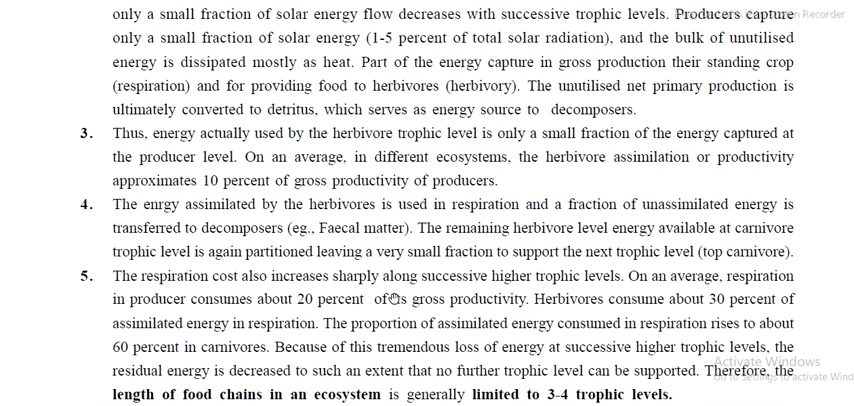 only a small fraction of solar energy flow decreases with successive trophic levels. Producers capture
only a small fraction of solar energy (1-5 percent of total solar radiation), and the bulk of unutilised
energy is dissipated mostly as heat. Part of the energy capture in gross production their standing crop
(respiration) and for providing food to herbivores (herbivory). The unutilised net primary production is
ultimately converted to detritus, which serves as energy source to decomposers.
3. Thus, energy actually used by the herbivore trophic level is only a small fraction of the energy captured at
the producer level. On an average, in different ecosystems, the herbivore assimilation or productivity
approximates 10 percent of gross productivity of producers.
4. The enrgy assimilated by the herbivores is used in respiration and a fraction of unassimilated energy is
transferred to decomposers (eg., Faecal matter). The remaining herbivore level energy available at carnivore
trophic level is again partitioned leaving a very small fraction to support the next trophic level (top carnivore).
5. The respiration cost also increases sharply along successive higher trophic levels. On an average, respiration
in producer consumes about 20 percent of its gross productivity. Herbivores consume about 30 percent of
assimilated energy in respiration. The proportion of assimilated energy consumed in respiration rises to about
60 percent in carnivores. Because of this tremendous loss of energy at successive higher trophic levels, the
Activate Windows
residual energy is decreased to such an extent that no further trophic level can be supported. Therefore, the
Go to Settings to activate Wind
length of food chains in an ecosystem is generally limited to 3-4 trophic levels.